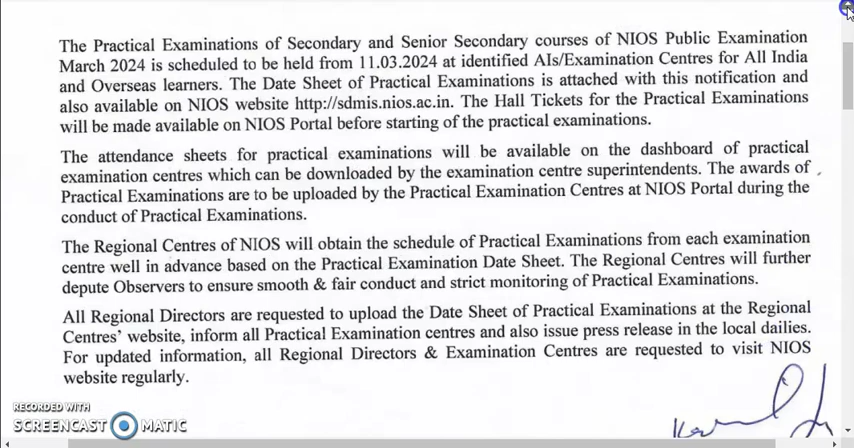 The Practical Examinations of Secondary and Senior Secondary courses of NIOS Public Examination
March 2024 is scheduled to be held from 11.03.2024 at identified AIs/Examination Centres for All India
and Overseas learners. The Date Sheet of Practical Examinations is attached with this notification and
also available on NIOS website http://sdmis.nios.ac.in. The Hall Tickets for the Practical Examinations
will be made available on NIOS Portal before starting of the practical examinations.
The attendance sheets for practical examinations will be available on the dashboard of practical
examination centres which can be downloaded by the examination centre superintendents. The awards of
Practical Examinations are to be uploaded by the Practical Examination Centres at NIOS Portal during the
conduct of Practical Examinations.
The Regional Centres of NIOS will obtain the schedule of Practical Examinations from each examination
centre well in advance based on the Practical Examination Date Sheet. The Regional Centres will further
depute Observers to ensure smooth & fair conduct and strict monitoring of Practical Examinations.
All Regional Directors are requested to upload the Date Sheet of Practical Examinations at the Regional
Centres' website, inform all Practical Examination centres and also issue press release in the local dailies.
For updated information, all Regional Directors & Examination Centres are requested to visit NIOS
website regularly.
RECORDED WITH
SCREENCAST MATIC